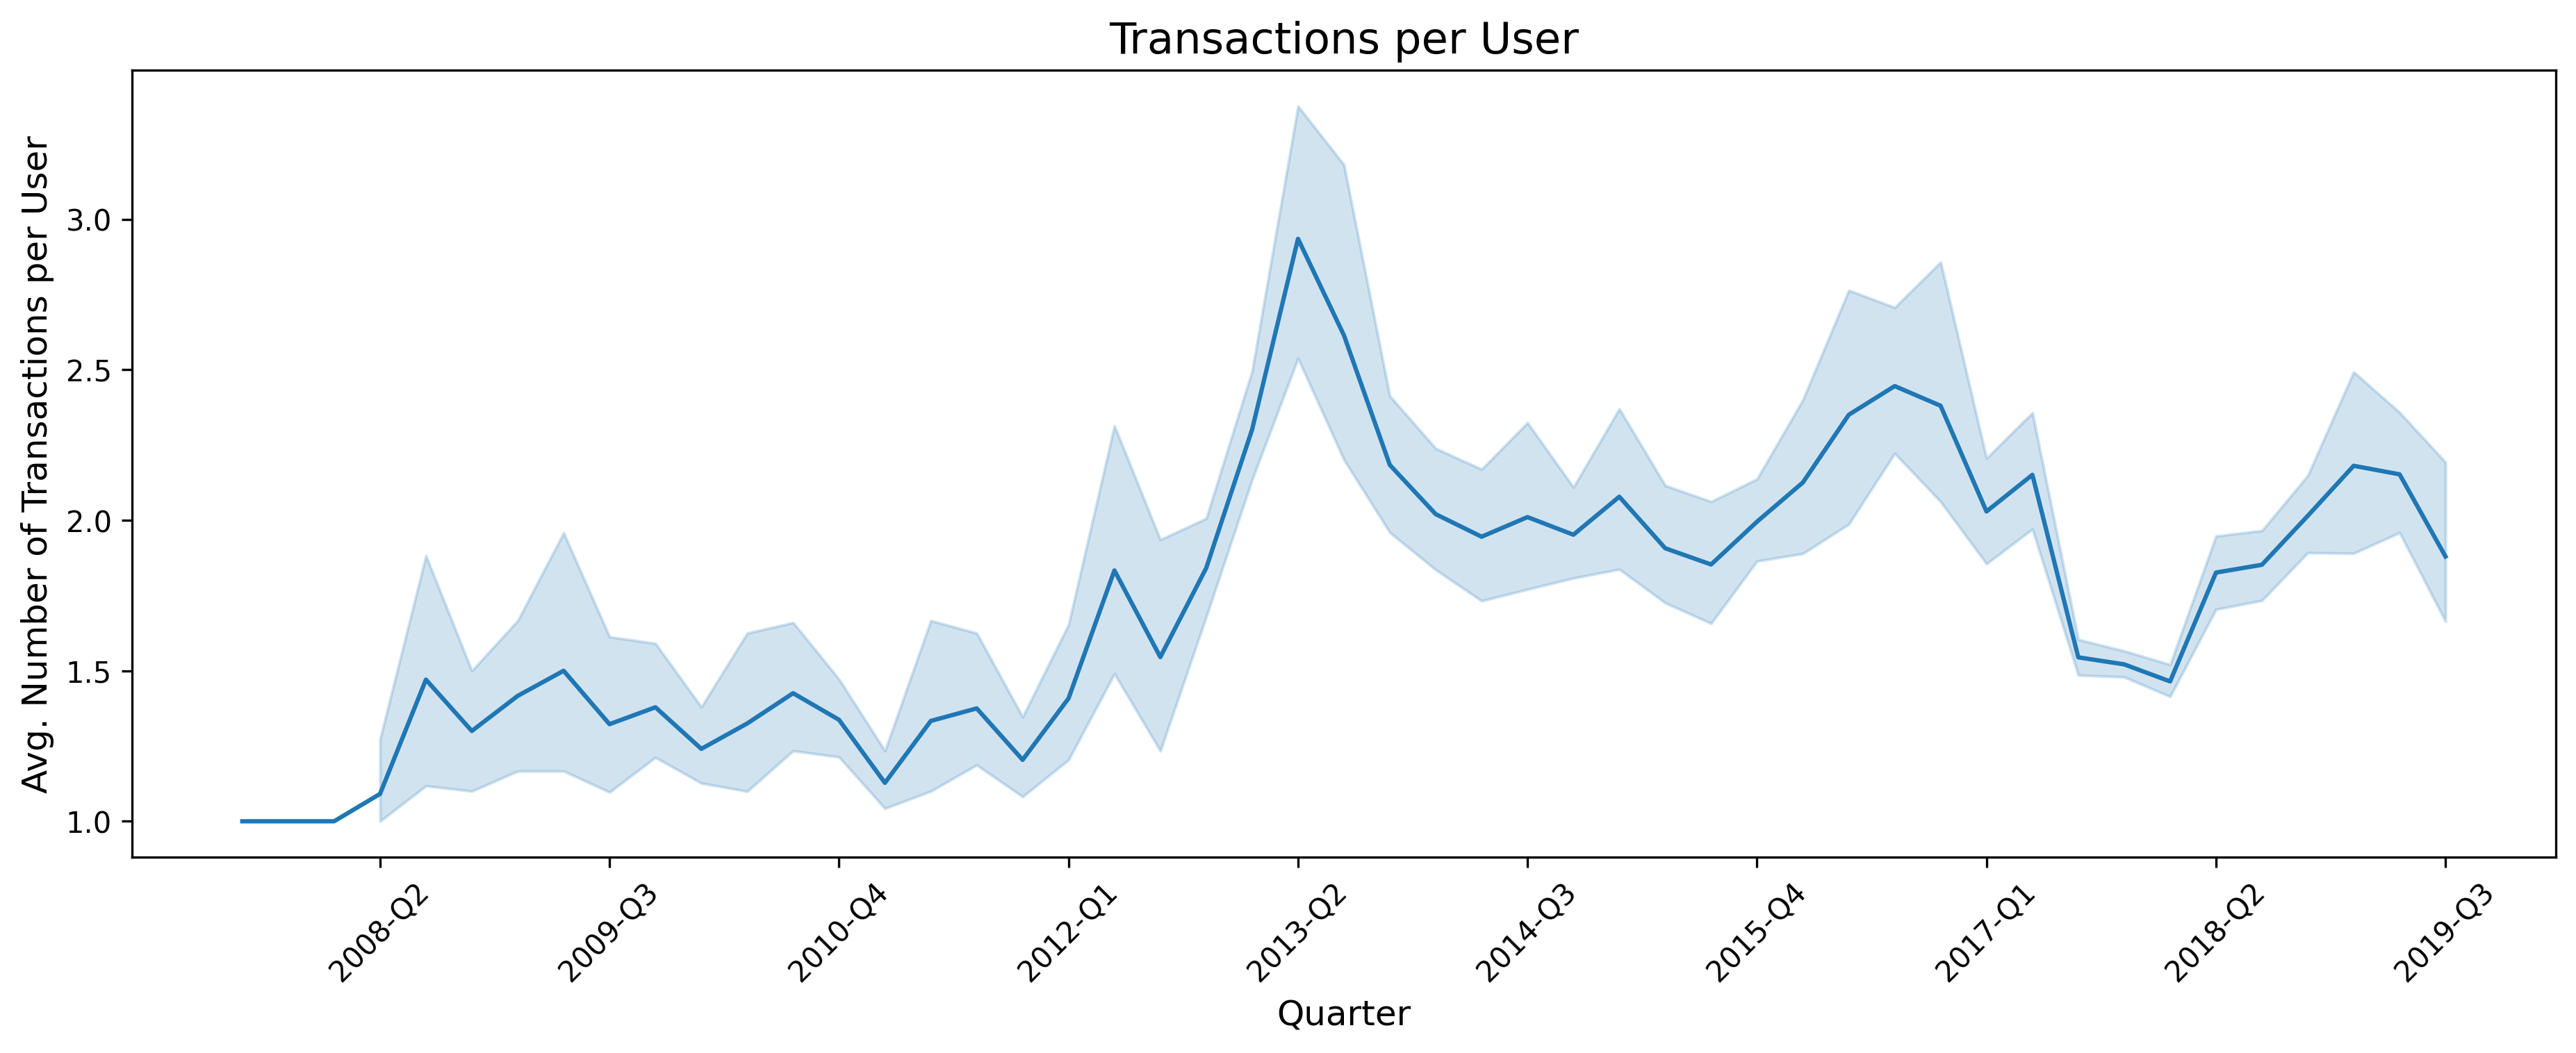 Transactions per User
Avg. Number of Transactions per User
3.0
2.5
2.0
1.5
1.0
2008-Q2
2009-Q3
2010-Q4
2012-Q1
2013-Q2
2014-Q3
2015-Q4
2017-Q1
2018-Q2
2019-Q3
Quarter